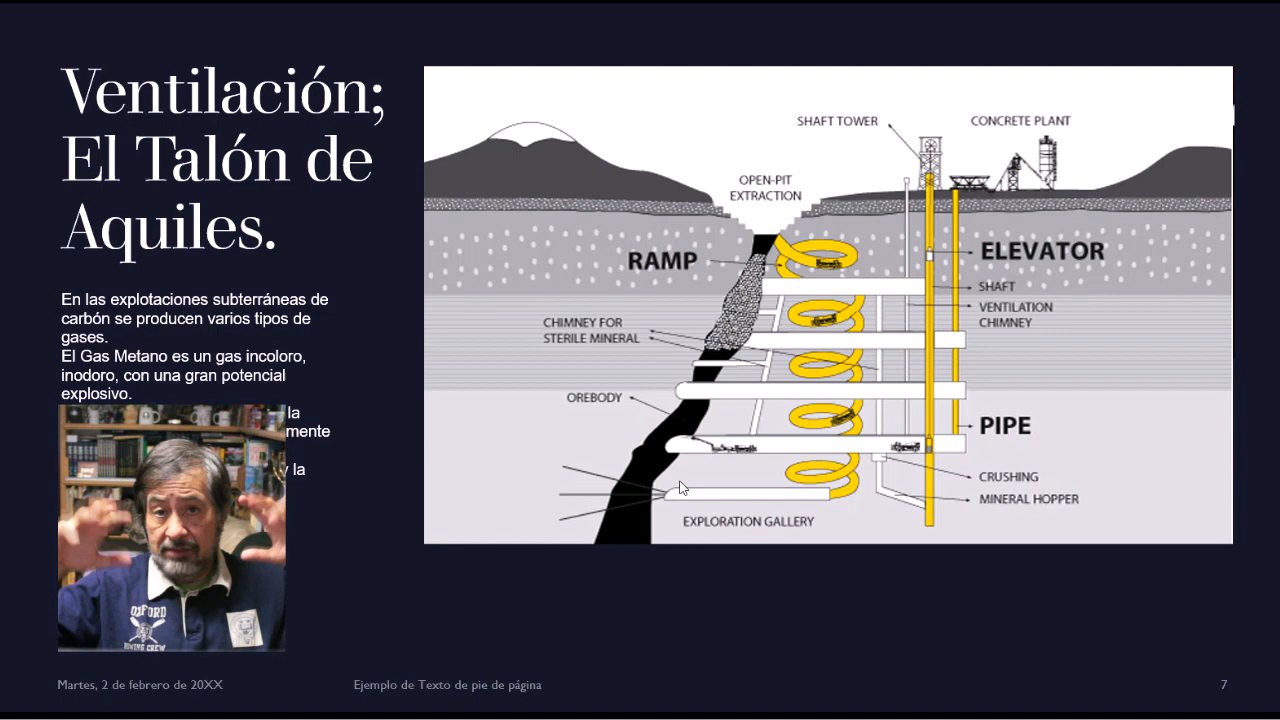 Ventilación;
El Talón de
Aquiles.
En las explotaciones subterráneas de
carbón se producen varios tipos de
gases.
El Gas Metano es un gas incoloro,
inodoro, con una gran potencial
explosivo.
la
mente
y la
SHAFT TOWER
CONCRETE PLANT
OPEN-PIT
EXTRACTION
RAMP
ELEVATOR
SHAFT
VENTILATION
CHIMNEY
CHIMNEY FOR
STERILE MINERAL
OREBODY
PIPE
CRUSHING
MINERAL HOPPER
EXPLORATION GALLERY
OXFORD
ROWING CREW
Martes, 2 de febrero de 20XX
Ejemplo de Texto de pie de página
7